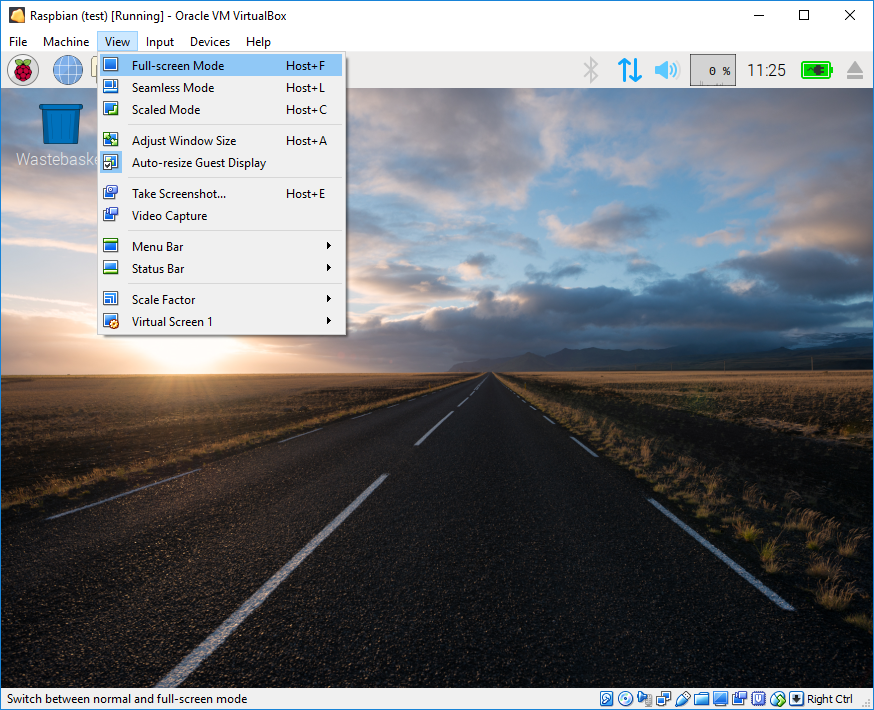 Raspbian (test) [Running] - Oracle VM VirtualBox
File Machine View Input Devices Help
Full-screen Mode Host+F
Seamless Mode Host+L
Scaled Mode Host+C
Adjust Window Size Host+A
Auto-resize Guest Display
Take Screenshot... Host+E
Video Capture
Menu Bar
Status Bar
Scale Factor
Virtual Screen 1
0 %
11:25
Wastebaske
Switch between normal and full-screen mode
Right Ctrl